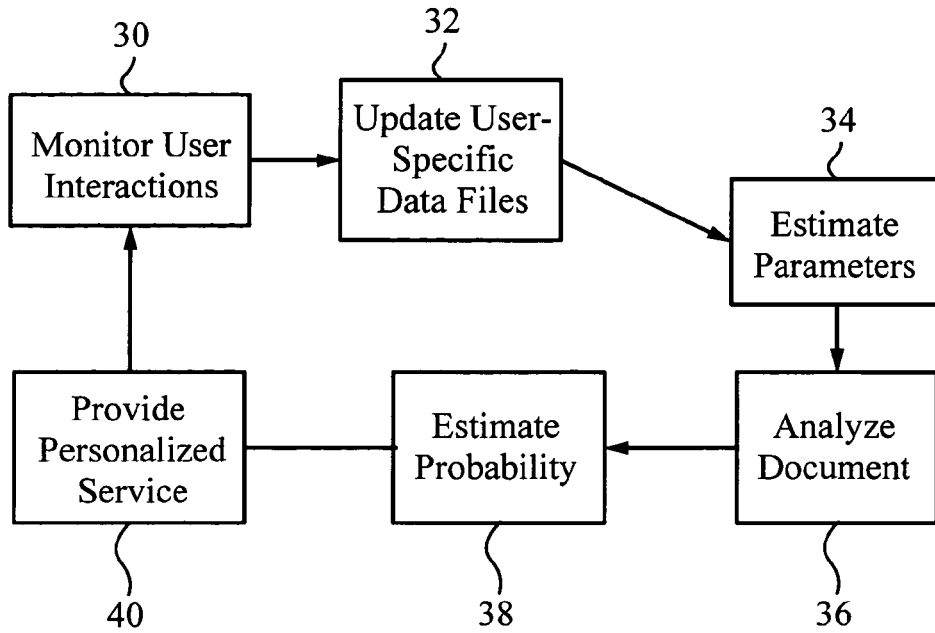 30
Monitor User
Interactions
32
Update User-
Specific
Data Files
34
Estimate
Parameters
Analyze
Document
36
Estimate
Probability
38
Provide
Personalized
Service
40